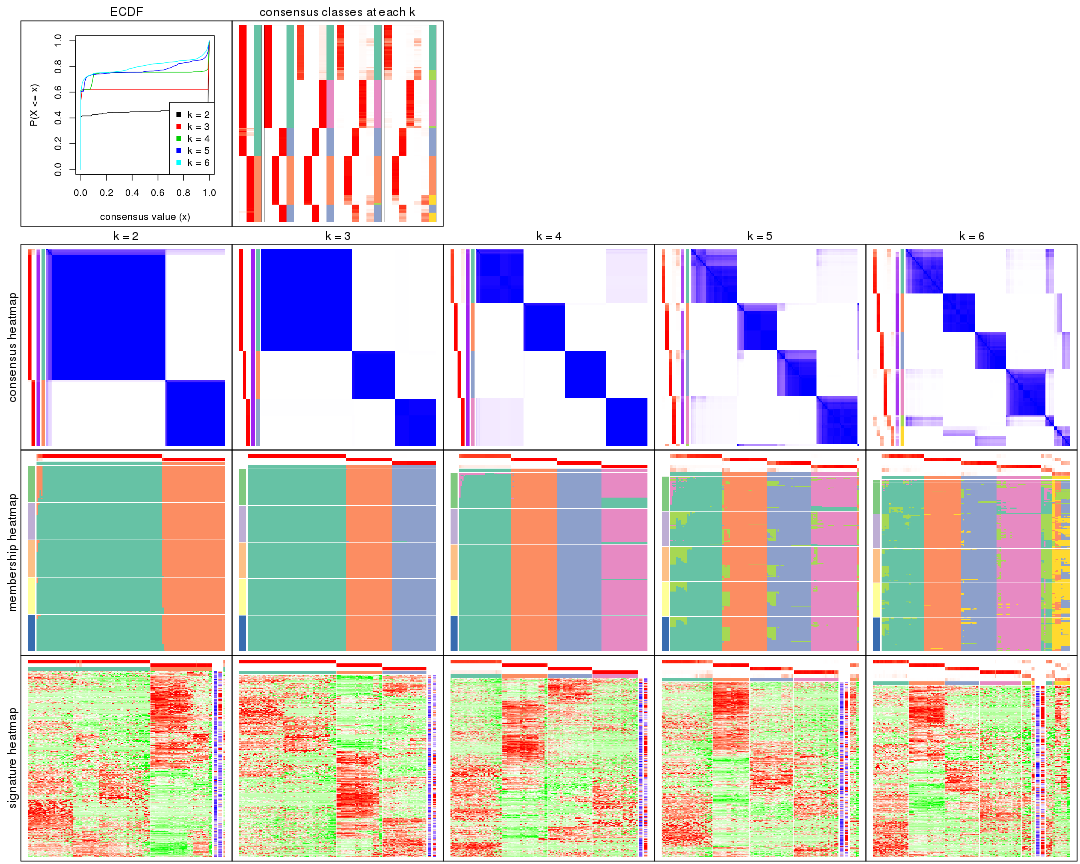 ECDF
consensus classes at each k
P(X <= x)
0.0 0.2 0.4 0.6 0.8 1.0
k = 2
k = 3
k = 4
k = 5
k = 6
0.0 0.2 0.4 0.6 0.8 1.0
consensus value (x)
k = 2
k = 3
k = 4
k = 5
k = 6
consensus heatmap
membership heatmap
signature heatmap